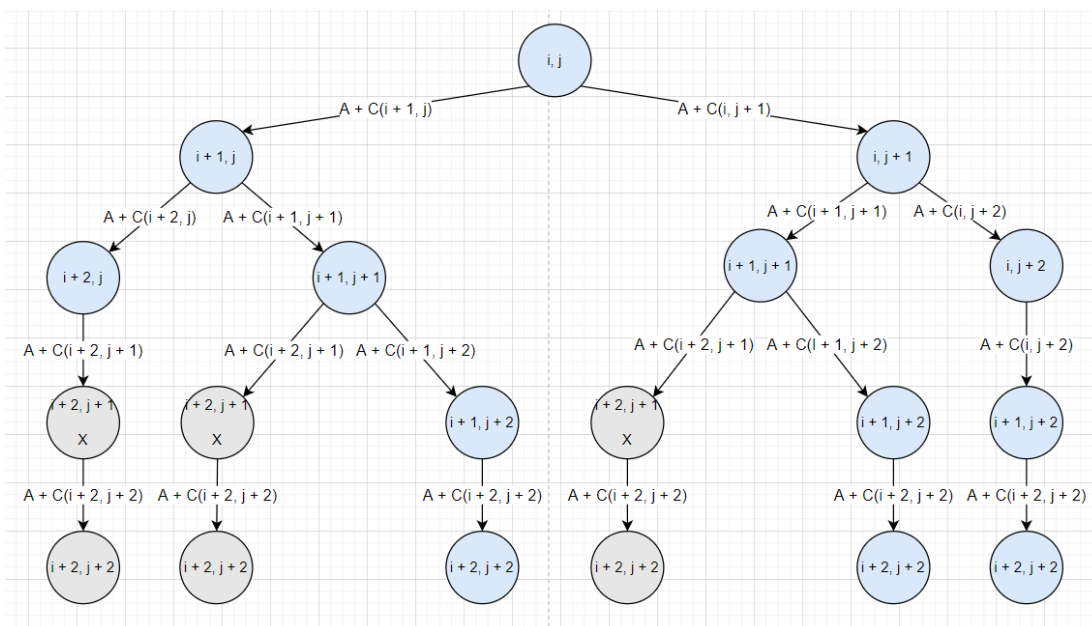 i, j
A + C(i + 1, j)
A + C(i, j + 1)
i + 1, j
i, j + 1
A + C(i + 2, j)
A + C(i + 1, j + 1)
A + C(i + 1, j + 1)
A + C(i, j + 2)
i + 2, j
i + 1, j + 1
i + 1, j + 1
i, j + 2
A + C(i + 2, j + 1)
A + C(i + 2, j + 1)
A + C(i + 1, j + 2)
A + C(i + 2, j + 1)
A + C(I + 1, j + 2)
A + C(i, j + 2)
i + 2, j + 1
X
i + 2, j + 1
X
i + 1, j + 2
i + 2, j + 1
X
i + 1, j + 2
i + 1, j + 2
A + C(i + 2, j + 2)
A + C(i + 2, j + 2)
A + C(i + 2, j + 2)
A + C(i + 2, j + 2)
A + C(i + 2, j + 2)
A + C(i + 2, j + 2)
i + 2, j + 2
i + 2, j + 2
i + 2, j + 2
i + 2, j + 2
i + 2, j + 2
i + 2, j + 2